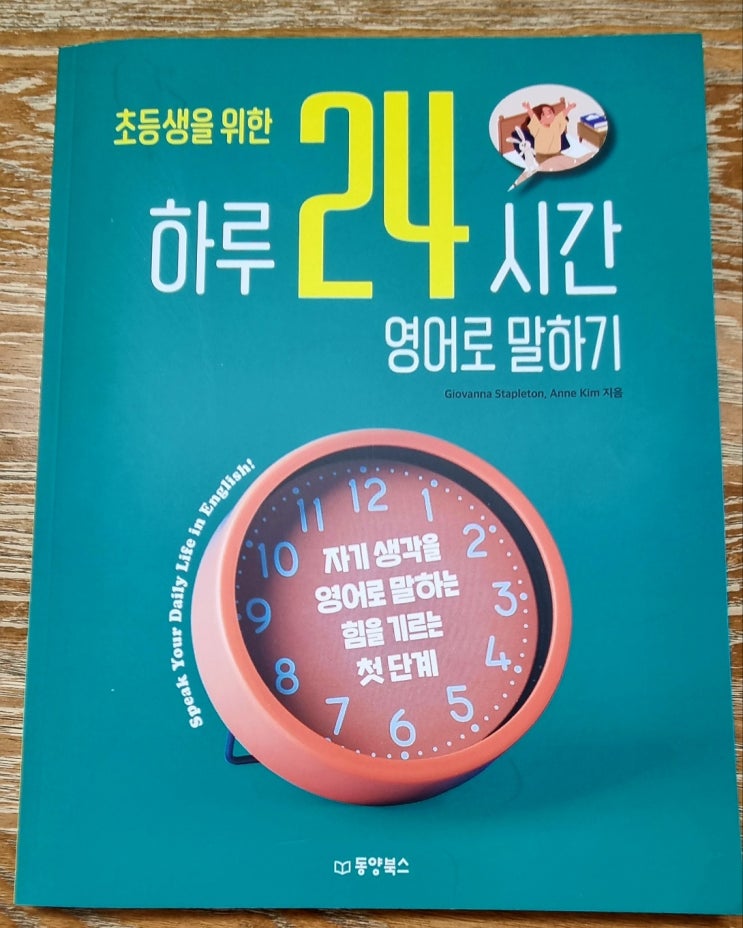 초등생을 위한
하루 24 시간
영어로 말하기
Giovanna Stapleton, Anne Kim 지음
Speak Your Daily Life in English!
12
1
2
3
4
5
6
7
8
9
10
11
자기 생각을
영어로 말하는
힘을 기르는
첫 단계
동양북스